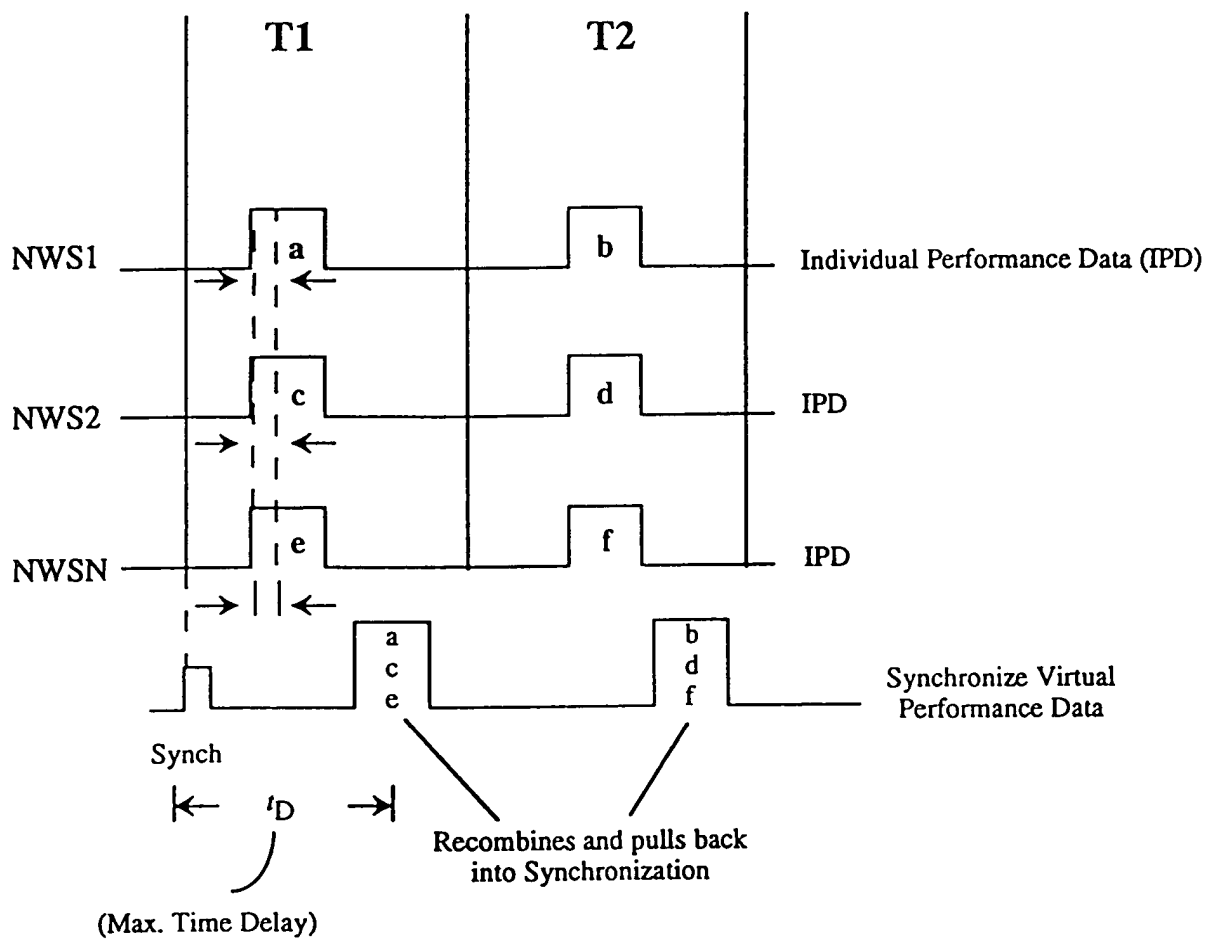 T1 T2
NWS1 a b Individual Performance Data (IPD)
NWS2 c d IPD
NWSN e f IPD
a b
c d
e f
Synchronize Virtual
Performance Data
Synch
tD
Recombines and pulls back
into Synchronization
(Max. Time Delay)